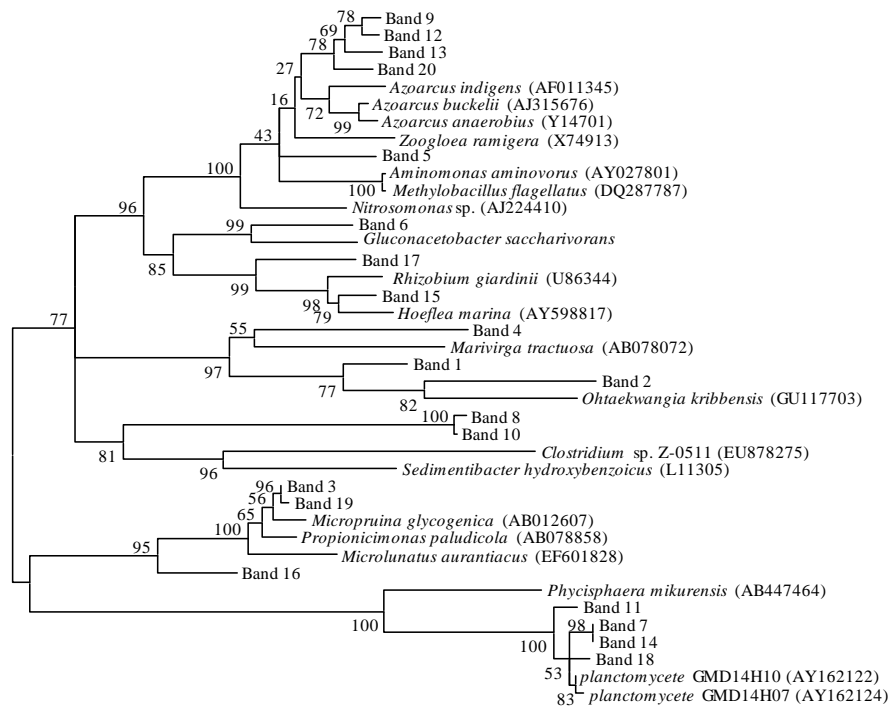 78 Band 9
Band 12
69
78 Band 13
Band 20
27
Azoarcus indigens (AF011345)
16 72 Azoarcus buckelii (AJ315676)
99 Azoarcus anaerobius (Y14701)
43 Zoogloea ramigera (X74913)
Band 5
100 Aminomonas aminovorus (AY027801)
100 Methylobacillus flagellatus (DQ287787)
96 Nitrosomonas sp. (AJ224410)
99 Band 6
Gluconacetobacter saccharivorans
85 Band 17
99 Rhizobium giardinii (U86344)
98 Band 15
79 Hoeflea marina (AY598817)
77 55 Band 4
Marivirga tractuosa (AB078072)
97 Band 1
77 Band 2
82 Ohtaekwangia kribbensis (GU117703)
100 Band 8
Band 10
81 Clostridium sp. Z-0511 (EU878275)
96 Sedimentibacter hydroxybenzoicus (L11305)
96 Band 3
56 Band 19
65 Micropruina glycogenica (AB012607)
100 Propionicimonas paludicola (AB078858)
95 Microlunatus aurantiacus (EF601828)
Band 16
Phycisphaera mikurensis (AB447464)
100 Band 11
98 Band 7
100 Band 14
Band 18
53 planctomycete GMD14H10 (AY162122)
83 planctomycete GMD14H07 (AY162124)